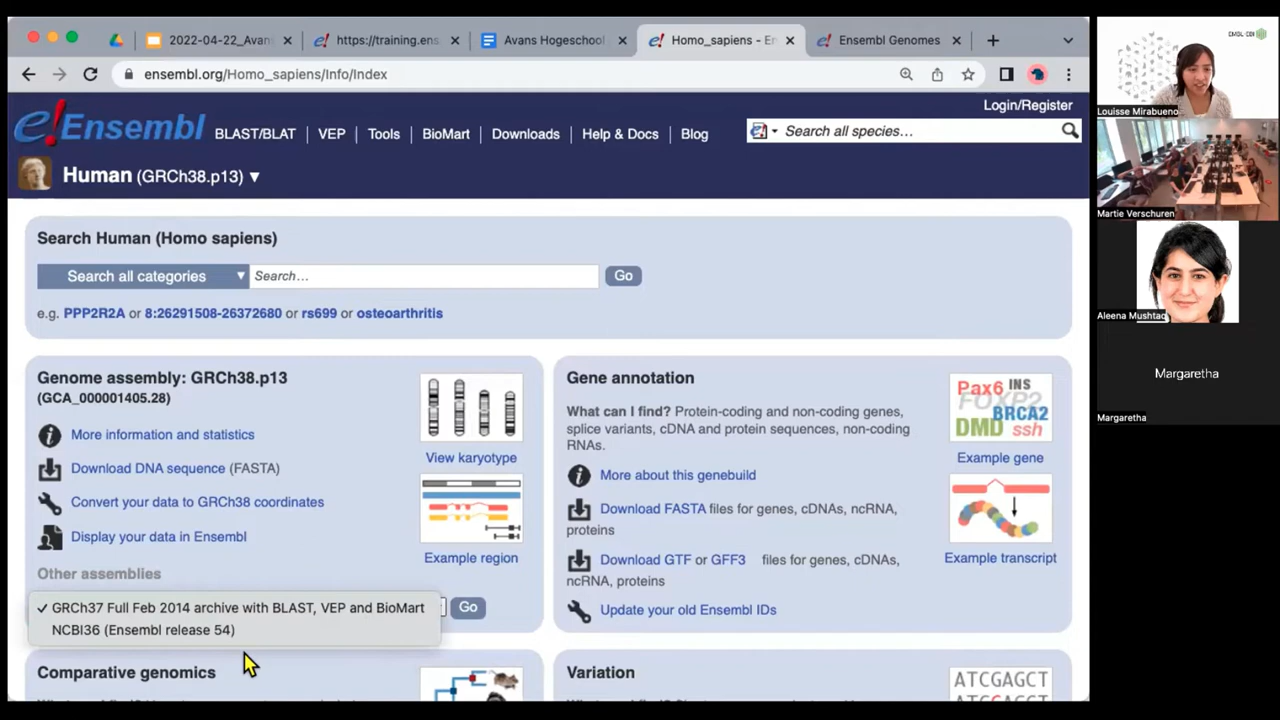 2022-04-22_Avan
https://training.ens
Avans Hogeschool
Homo_sapiens - En
Ensembl Genomes
ensembl.org/Homo_sapiens/Info/Index
Login/Register
e!Ensembl
BLAST/BLAT | VEP | Tools | BioMart | Downloads | Help & Docs | Blog
Search all species…
Human (GRCh38.p13) ▼
Search Human (Homo sapiens)
Search all categories
Search…
Go
e.g. PPP2R2A or 8:26291508-26372680 or rs699 or osteoarthritis
Genome assembly: GRCh38.p13
(GCA_000001405.28)
More information and statistics
Download DNA sequence (FASTA)
Convert your data to GRCh38 coordinates
Display your data in Ensembl
Other assemblies
✓ GRCh37 Full Feb 2014 archive with BLAST, VEP and BioMart
NCBI36 (Ensembl release 54)
Go
View karyotype
Example region
Gene annotation
What can I find? Protein-coding and non-coding genes,
splice variants, cDNA and protein sequences, non-coding
RNAs.
More about this genebuild
Download FASTA files for genes, cDNAs, ncRNA,
proteins
Download GTF or GFF3 files for genes, cDNAs,
ncRNA, proteins
Update your old Ensembl IDs
Pax6 INS
FOXP2
BRCA2
DMD ssh
Example gene
Example transcript
Comparative genomics
Variation
ATCGAGCT
EMBL-EBI
Louisse Mirabueno
Martie Verschuren
Aleena Mushtaq
Margaretha
Margaretha